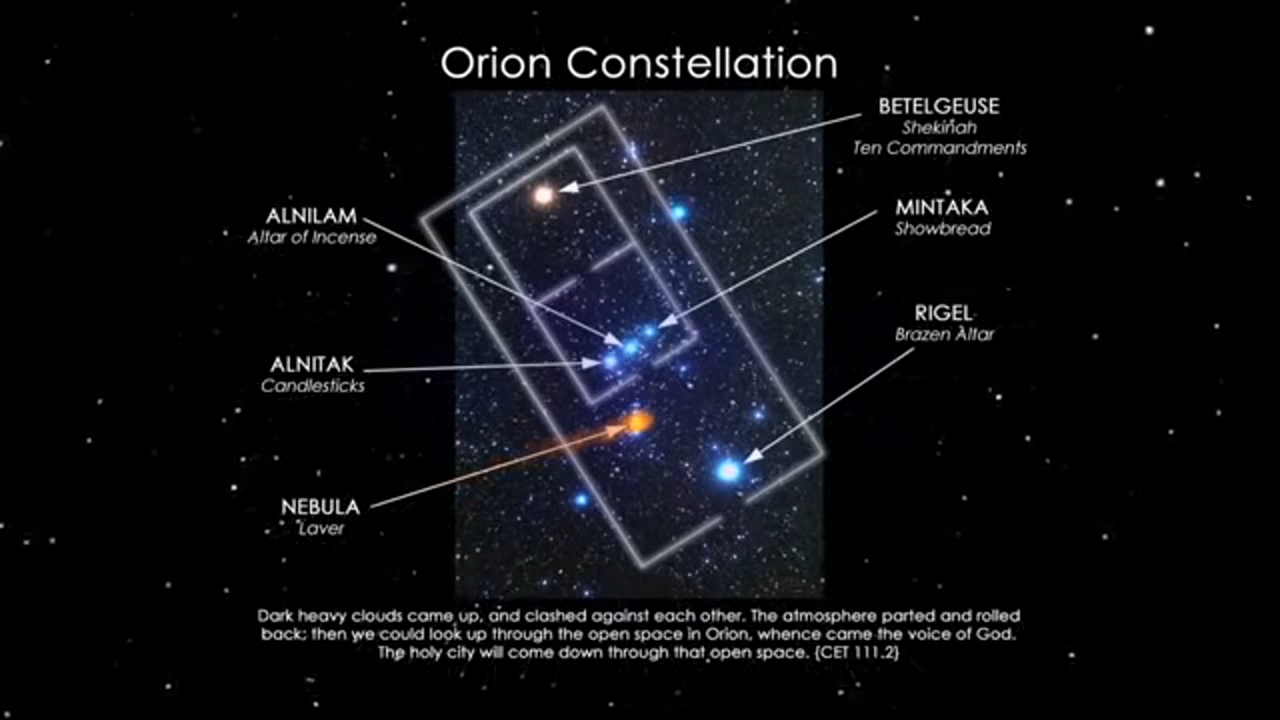 Orion Constellation
BETELGEUSE
Shekinah
Ten Commandments
ALNILAM
Altar of Incense
MINTAKA
Showbread
RIGEL
Brazen Altar
ALNITAK
Candlesticks
NEBULA
Laver
Dark heavy clouds came up, and clashed against each other. The atmosphere parted and rolled
back; then we could look up through the open space in Orion, whence came the voice of God.
The holy city will come down through that open space. {CET 111.2}